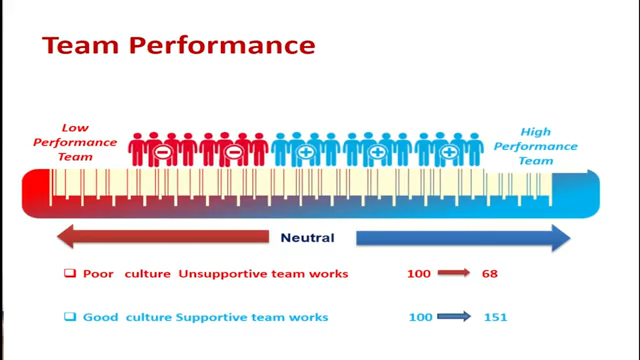 Team Performance
Low
Performance
Team
High
Performance
Team
Neutral
Poor culture Unsupportive team works 100 68
Good culture Supportive team works 100 151